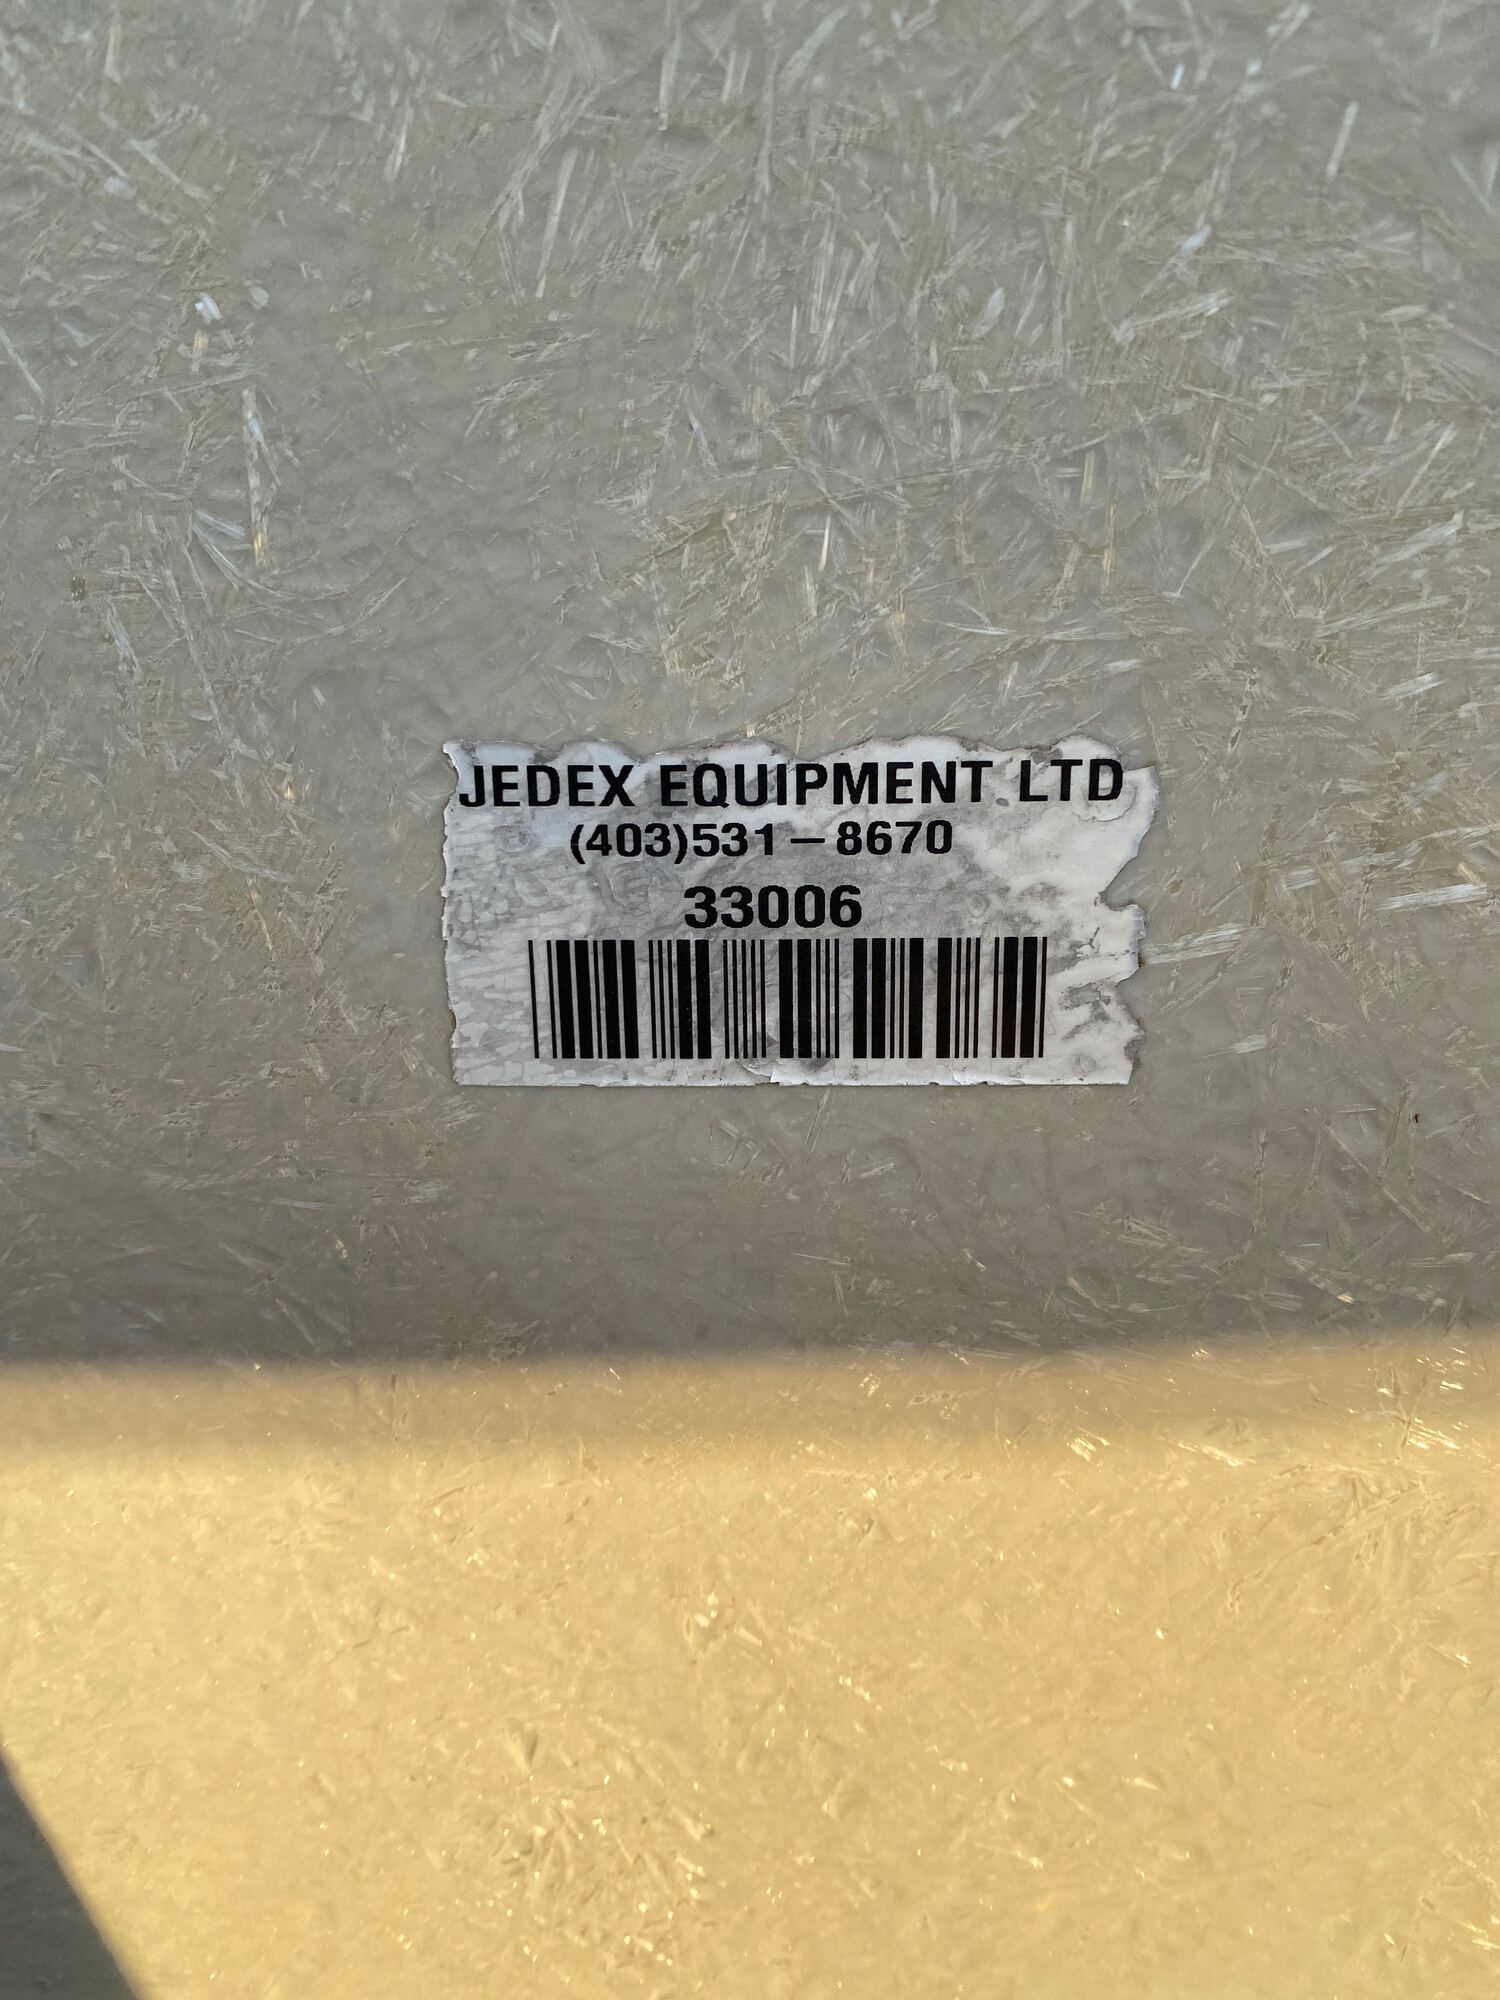 JEDEX EQUIPMENT LTD
(403)531-8670
33006